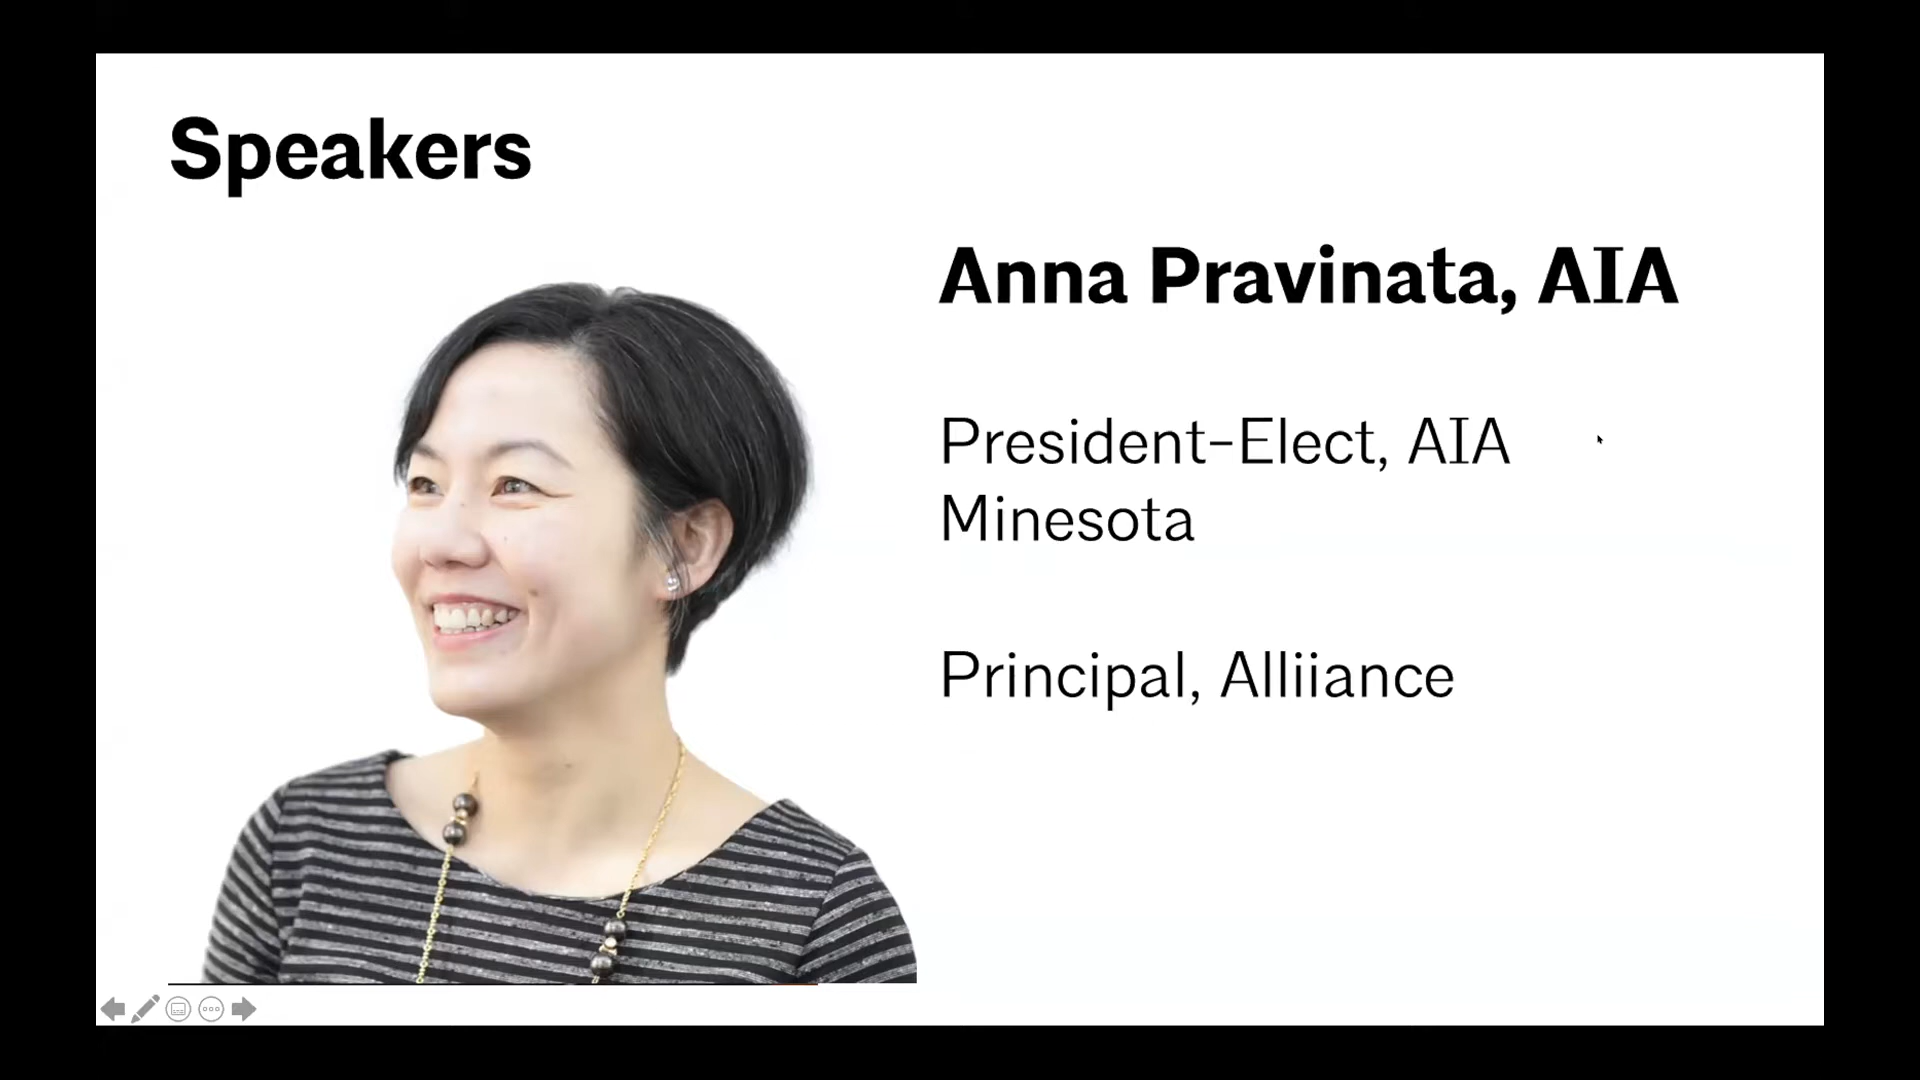 Speakers
Anna Pravinata, AIA
President-Elect, AIA
Minesota
Principal, Alliiance